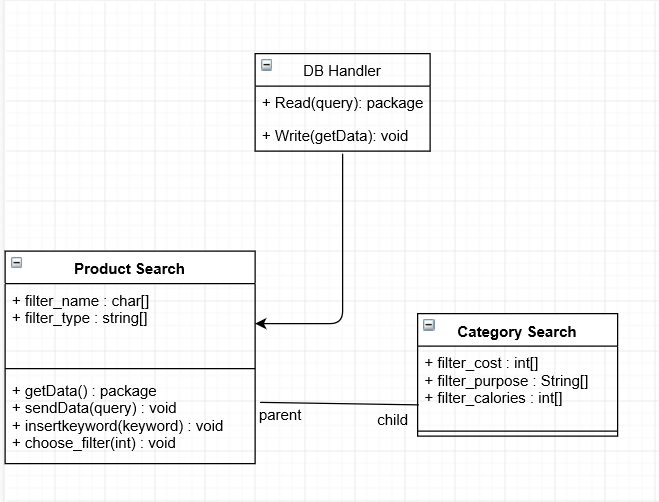 DB Handler
+ Read(query): package
+ Write(getData): void
Product Search
+ filter_name : char[]
+ filter_type : string[]
+ getData() : package
+ sendData(query) : void
+ insertkeyword(keyword) : void
+ choose_filter(int) : void
Category Search
+ filter_cost : int[]
+ filter_purpose : String[]
+ filter_calories : int[]
parent
child